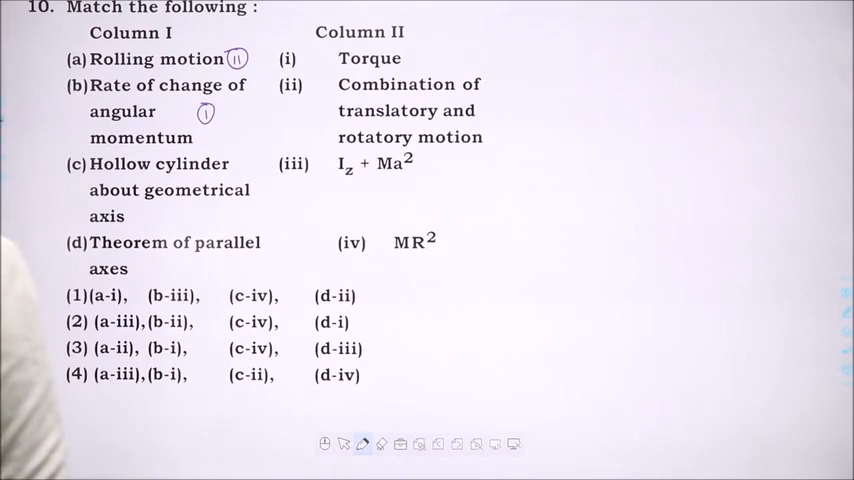 10. Match the following :
Column I Column II
(a) Rolling motion (ii) (i) Torque
(b) Rate of change of (ii) Combination of
angular (i) translatory and
momentum rotatory motion
(c) Hollow cylinder (iii) I_z + Ma²
about geometrical
axis
(d) Theorem of parallel (iv) MR²
axes
(1) (a-i), (b-iii), (c-iv), (d-ii)
(2) (a-iii), (b-ii), (c-iv), (d-i)
(3) (a-ii), (b-i), (c-iv), (d-iii)
(4) (a-iii), (b-i), (c-ii), (d-iv)